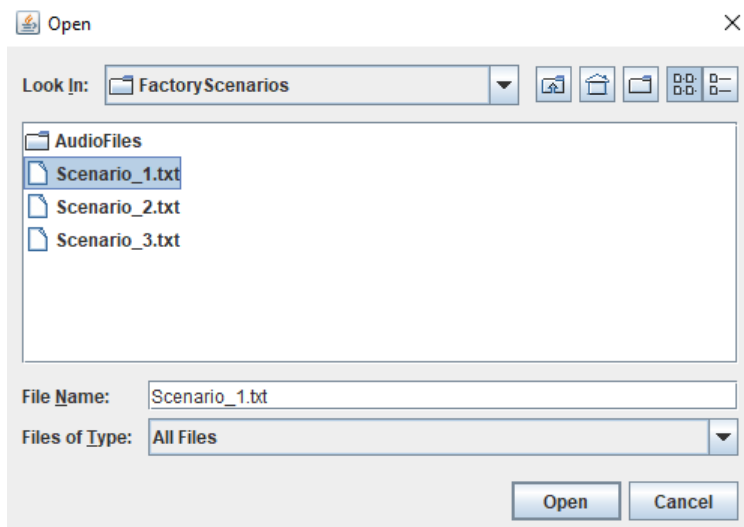 Open
Look In: FactoryScenarios
AudioFiles
Scenario_1.txt
Scenario_2.txt
Scenario_3.txt
File Name: Scenario_1.txt
Files of Type: All Files
Open Cancel